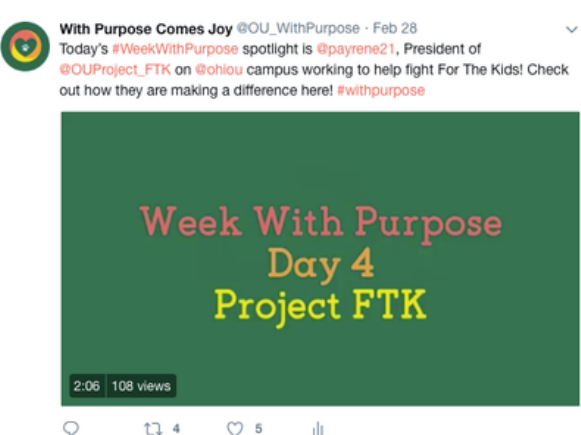 With Purpose Comes Joy @OU_WithPurpose · Feb 28
Today's #WeekWithPurpose spotlight is @payrene21, President of
@OUProject_FTK on @ohiou campus working to help fight For The Kids! Check
out how they are making a difference here! #withpurpose
Week With Purpose
Day 4
Project FTK
2:06 108 views
4 5